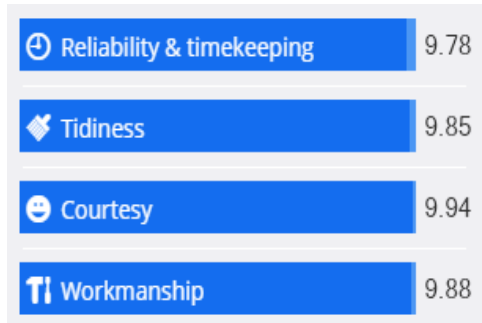 Reliability & timekeeping 9.78
Tidiness 9.85
Courtesy 9.94
Workmanship 9.88